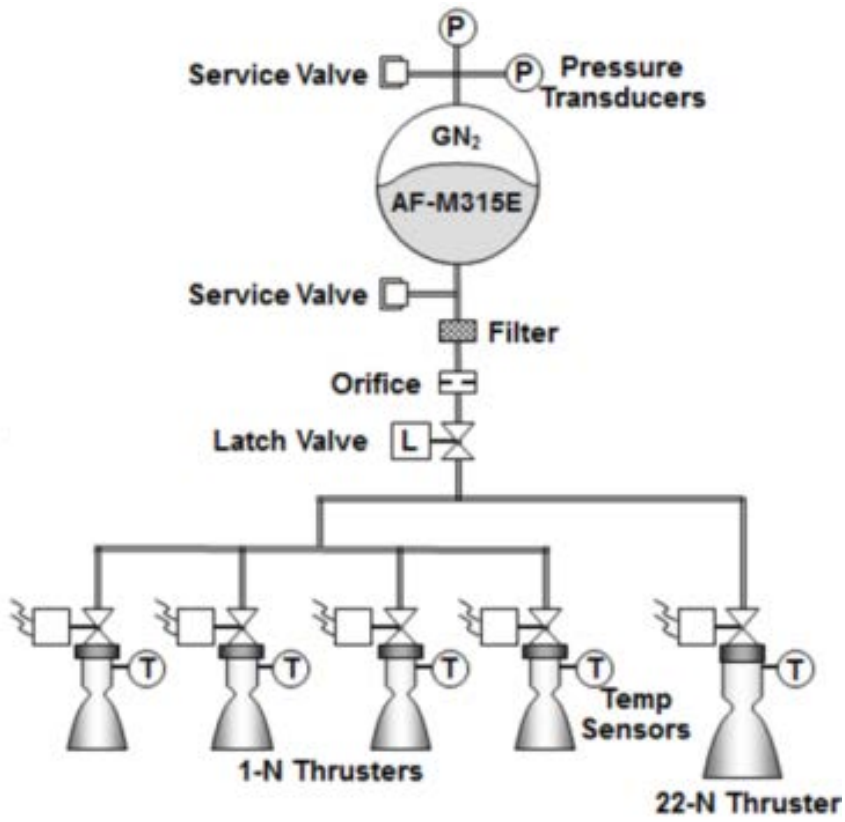 P
Service Valve
P
Pressure
Transducers
GN₂
AF-M315E
Service Valve
Filter
Orifice
Latch Valve
L
T
T
T
T
T
Temp
Sensors
1-N Thrusters
22-N Thruster